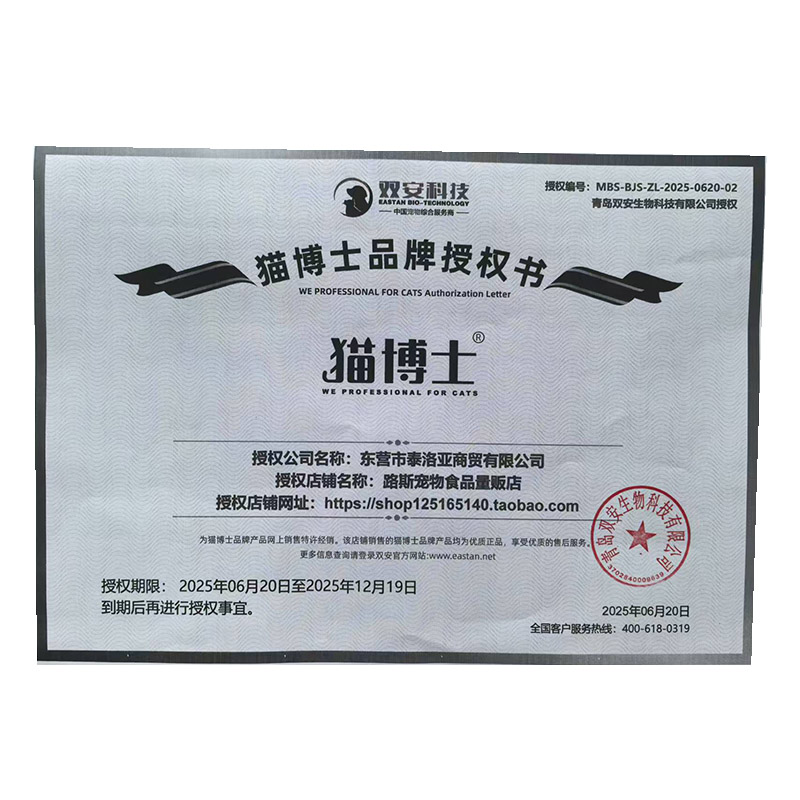 双安科技
EASTAN BIO-TECHNOLOGY
中国宠物综合服务商
授权编号：MBS-BJS-ZL-2025-0620-02
青岛双安生物科技有限公司授权
猫博士品牌授权书
WE PROFESSIONAL FOR CATS Authorization Letter
猫博士®
WE PROFESSIONAL FOR CATS
授权公司名称：东营市泰洛亚商贸有限公司
授权店铺名称：路斯宠物食品量贩店
授权店铺网址：https://shop125165140.taobao.com
为猫博士品牌产品网上销售特许经销。该店铺销售的猫博士品牌产品均为优质正品，享受优质的售后服务。
更多信息查询请登录双安官方网站:www.eastan.net
青岛双安生物科技有限公司
3702840009839
授权期限： 2025年06月20日至2025年12月19日
到期后再进行授权事宜。
2025年06月20日
全国客户服务热线：400-618-0319